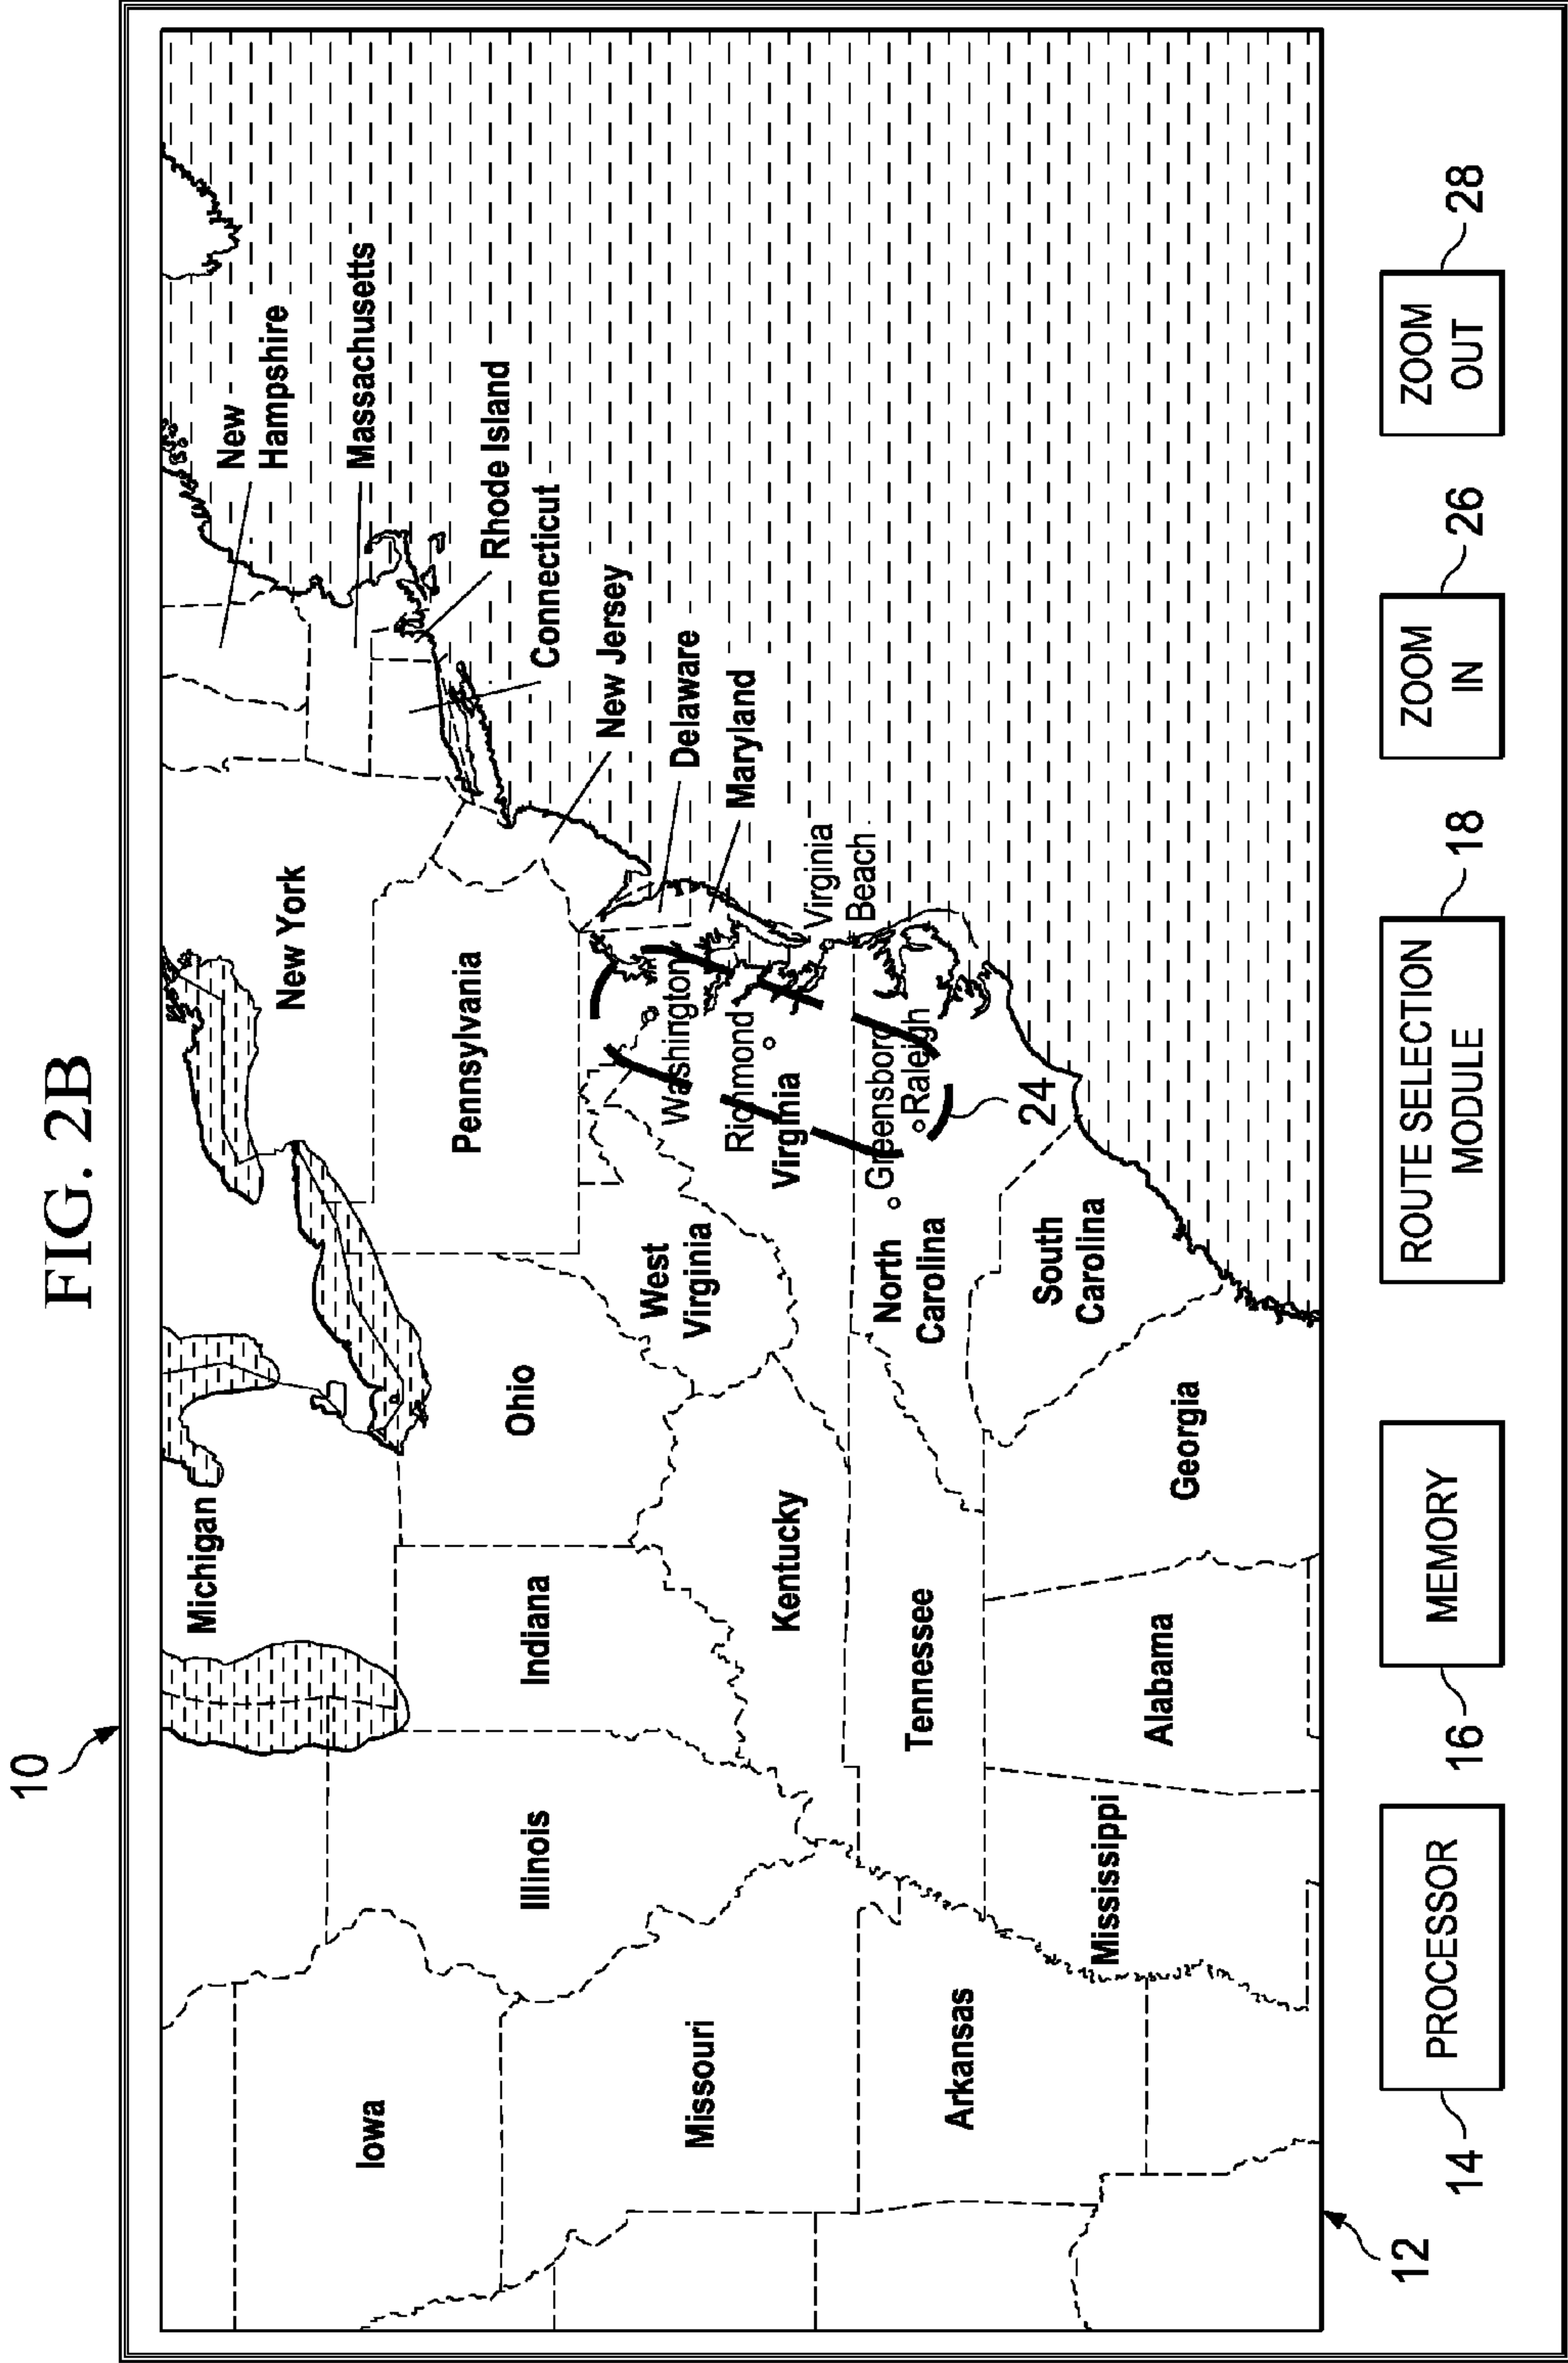 FIG. 2B
10
New
Hampshire
Massachusetts
Rhode Island
Connecticut
New Jersey
Delaware
Maryland
New York
Pennsylvania
Michigan
Ohio
Indiana
Illinois
Iowa
Missouri
Kentucky
West
Virginia
Washington
Richmond
Virginia
Virginia
Beach
Greensboro
Raleigh
24
North
Carolina
South
Carolina
Tennessee
Arkansas
Georgia
Alabama
Mississippi
12
14
PROCESSOR
16
MEMORY
ROUTE SELECTION
MODULE
18
ZOOM
IN
26
ZOOM
OUT
28